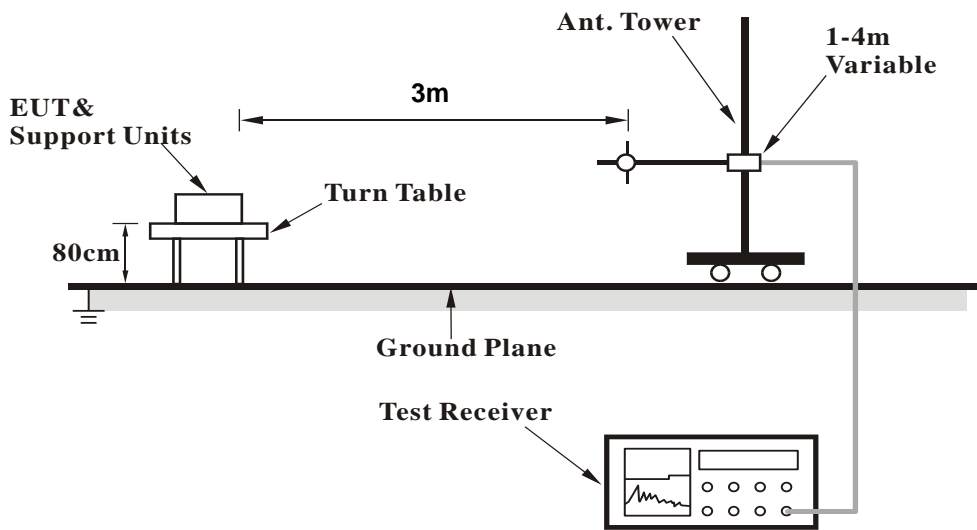 Ant. Tower
1-4m
Variable
3m
EUT&
Support Units
Turn Table
80cm
Ground Plane
Test Receiver